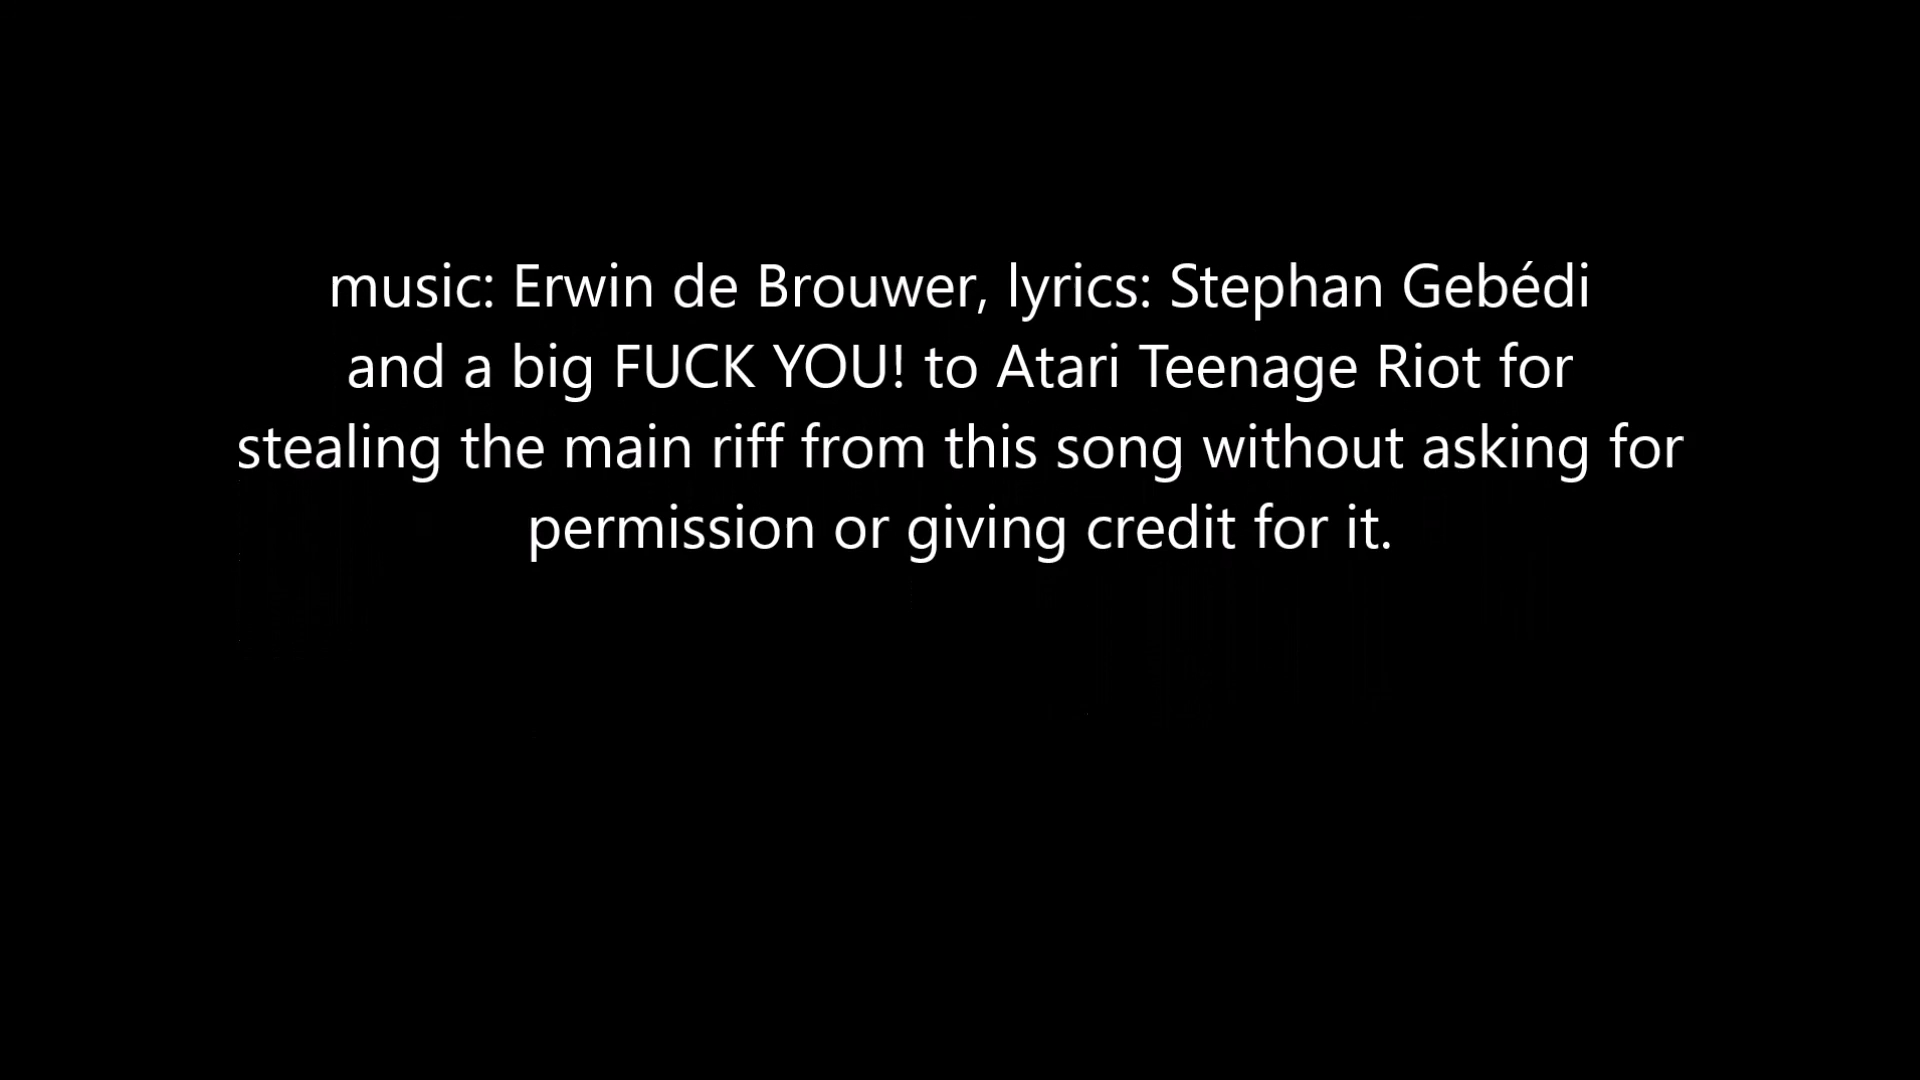 music: Erwin de Brouwer, lyrics: Stephan Gebédi
and a big FUCK YOU! to Atari Teenage Riot for
stealing the main riff from this song without asking for
permission or giving credit for it.